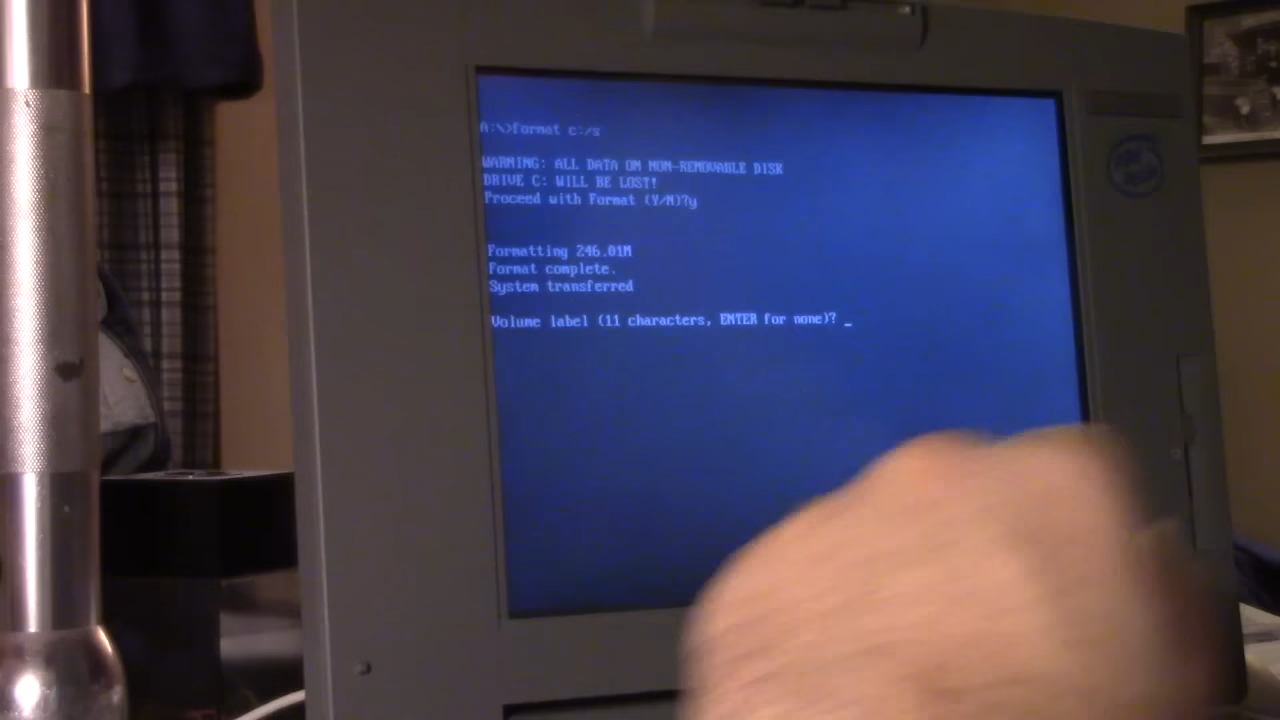 A:\>format c:/s
WARNING: ALL DATA ON NON-REMOVABLE DISK
DRIVE C: WILL BE LOST!
Proceed with Format (Y/N)?y
Formatting 246.01M
Format complete.
System transferred
Volume label (11 characters, ENTER for none)? _